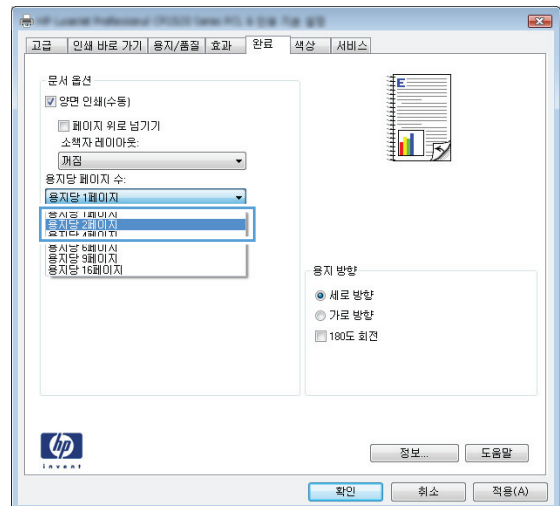 고급 인쇄 바로 가기 용지/품질 효과 완료 색상 서비스
문서 옵션
양면 인쇄(수동)
페이지 위로 넘기기
소책자 레이아웃:
꺼짐
용지당 페이지 수:
용지당 1페이지
용지당 1페이지
용지당 2페이지
용지당 4페이지
용지당 6페이지
용지당 9페이지
용지당 16페이지
E
용지 방향
세로 방향
가로 방향
180도 회전
hp
invent
정보... 도움말
확인 취소 적용(A)